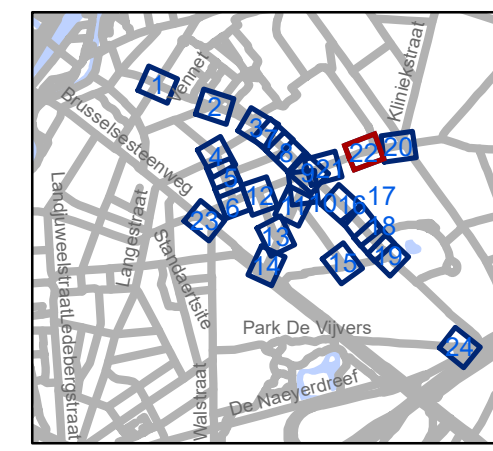 Kliniekstraat
Vennet
1
2
Brusselsesteenweg
3
8
4
22
20
5
12
6
11
10
16
17
18
23
13
19
14
15
Landjuweelstraat
Langestraat
Standaertsite
Ledebergstraat
Park De Vijvers
24
Walstraat
De Naeyerdreef